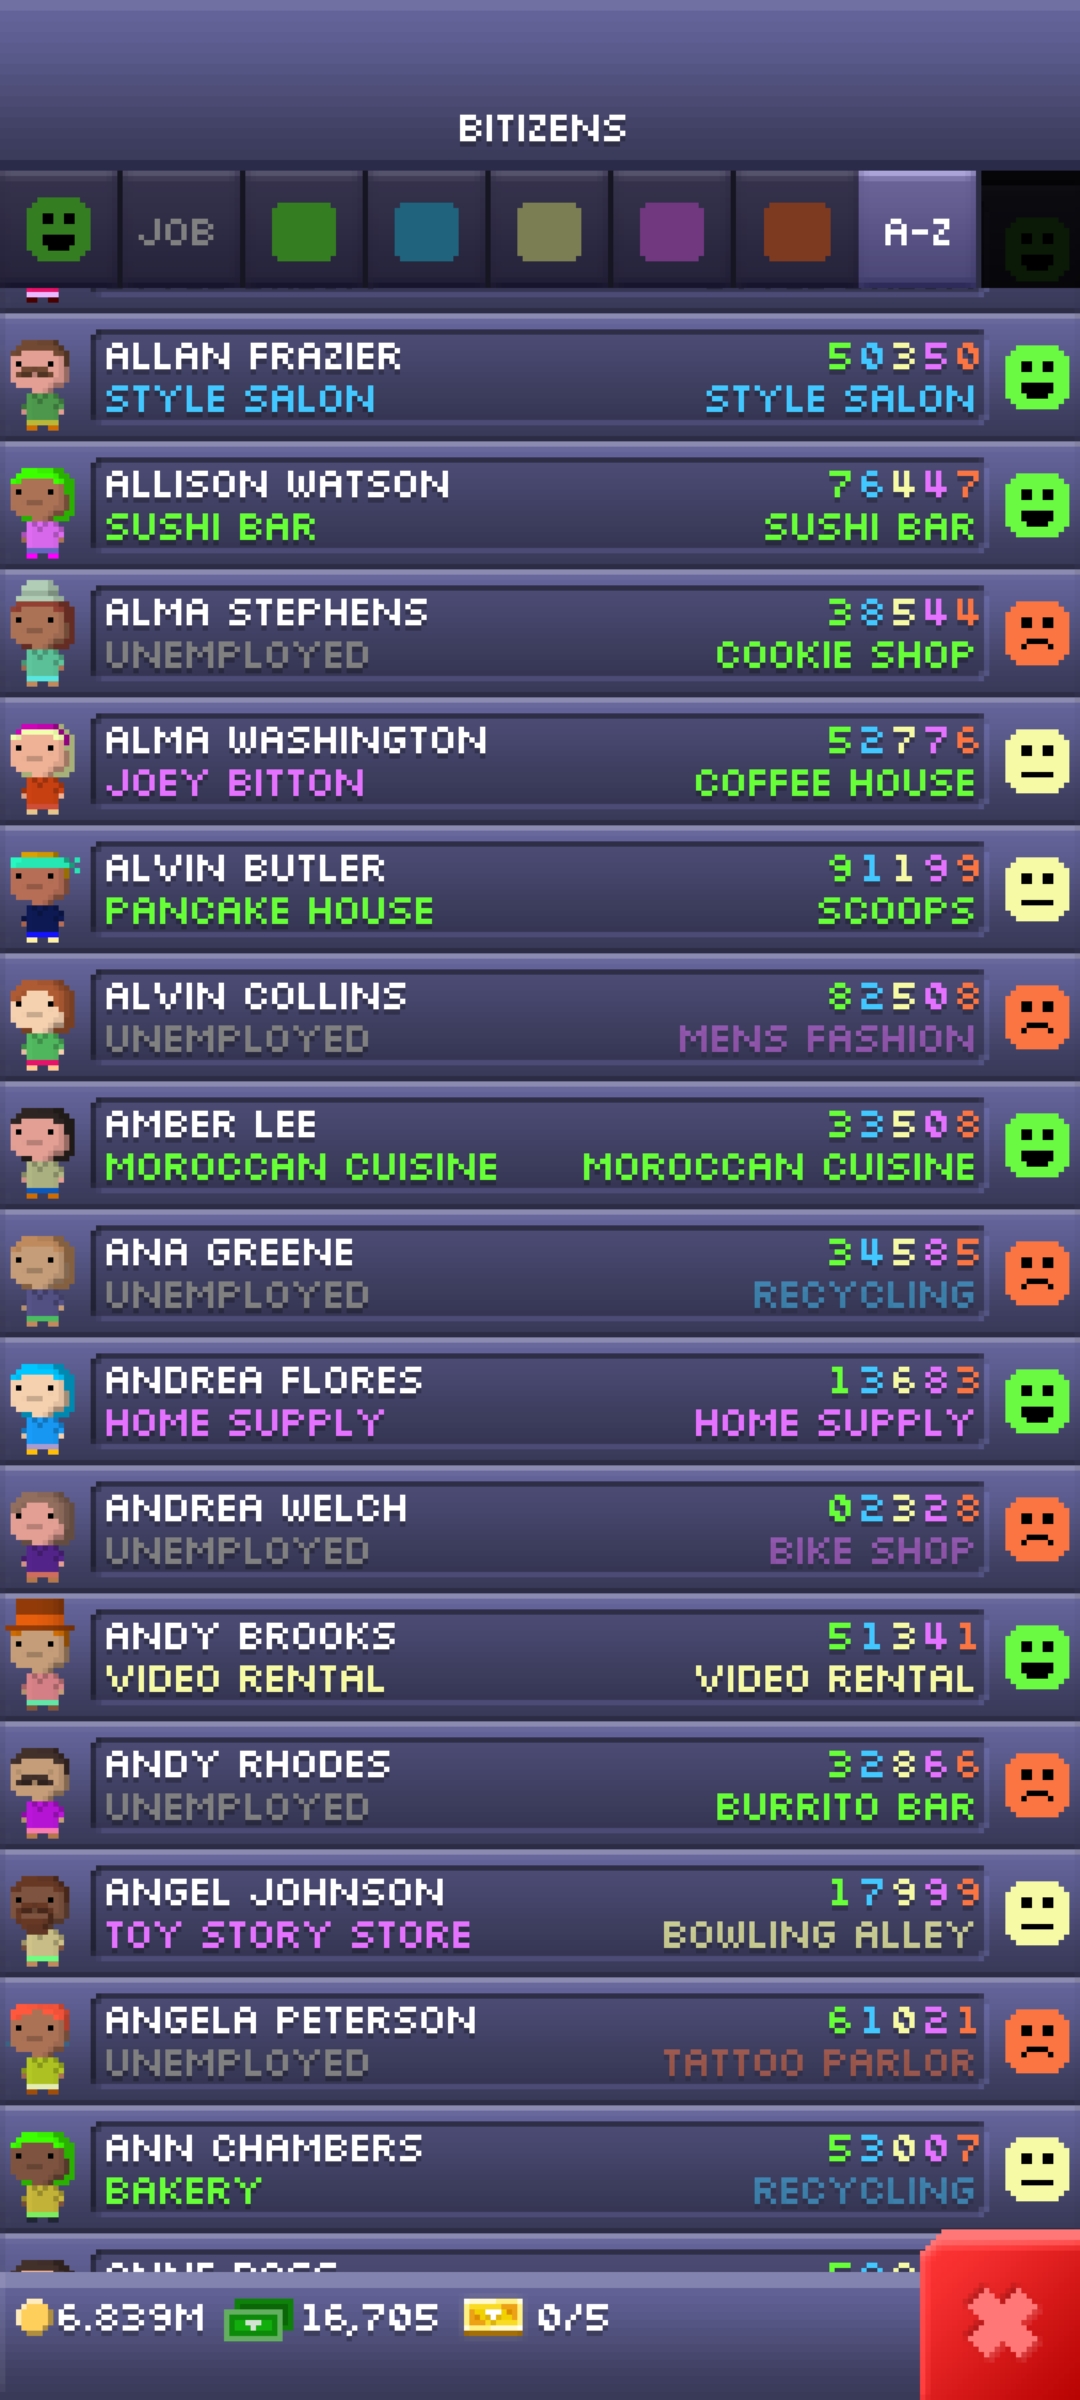 BITIZENS
JOB A-Z
ALLAN FRAZIER 50350
STYLE SALON STYLE SALON
ALLISON WATSON 76447
SUSHI BAR SUSHI BAR
ALMA STEPHENS 38544
UNEMPLOYED COOKIE SHOP
ALMA WASHINGTON 52776
JOEY BITTON COFFEE HOUSE
ALVIN BUTLER 91199
PANCAKE HOUSE SCOOPS
ALVIN COLLINS 82508
UNEMPLOYED MENS FASHION
AMBER LEE 33508
MOROCCAN CUISINE MOROCCAN CUISINE
ANA GREENE 34585
UNEMPLOYED RECYCLING
ANDREA FLORES 13683
HOME SUPPLY HOME SUPPLY
ANDREA WELCH 02328
UNEMPLOYED BIKE SHOP
ANDY BROOKS 51341
VIDEO RENTAL VIDEO RENTAL
ANDY RHODES 32866
UNEMPLOYED BURRITO BAR
ANGEL JOHNSON 17999
TOY STORY STORE BOWLING ALLEY
ANGELA PETERSON 61021
UNEMPLOYED TATTOO PARLOR
ANN CHAMBERS 53007
BAKERY RECYCLING
6.839M 16,705 0/5